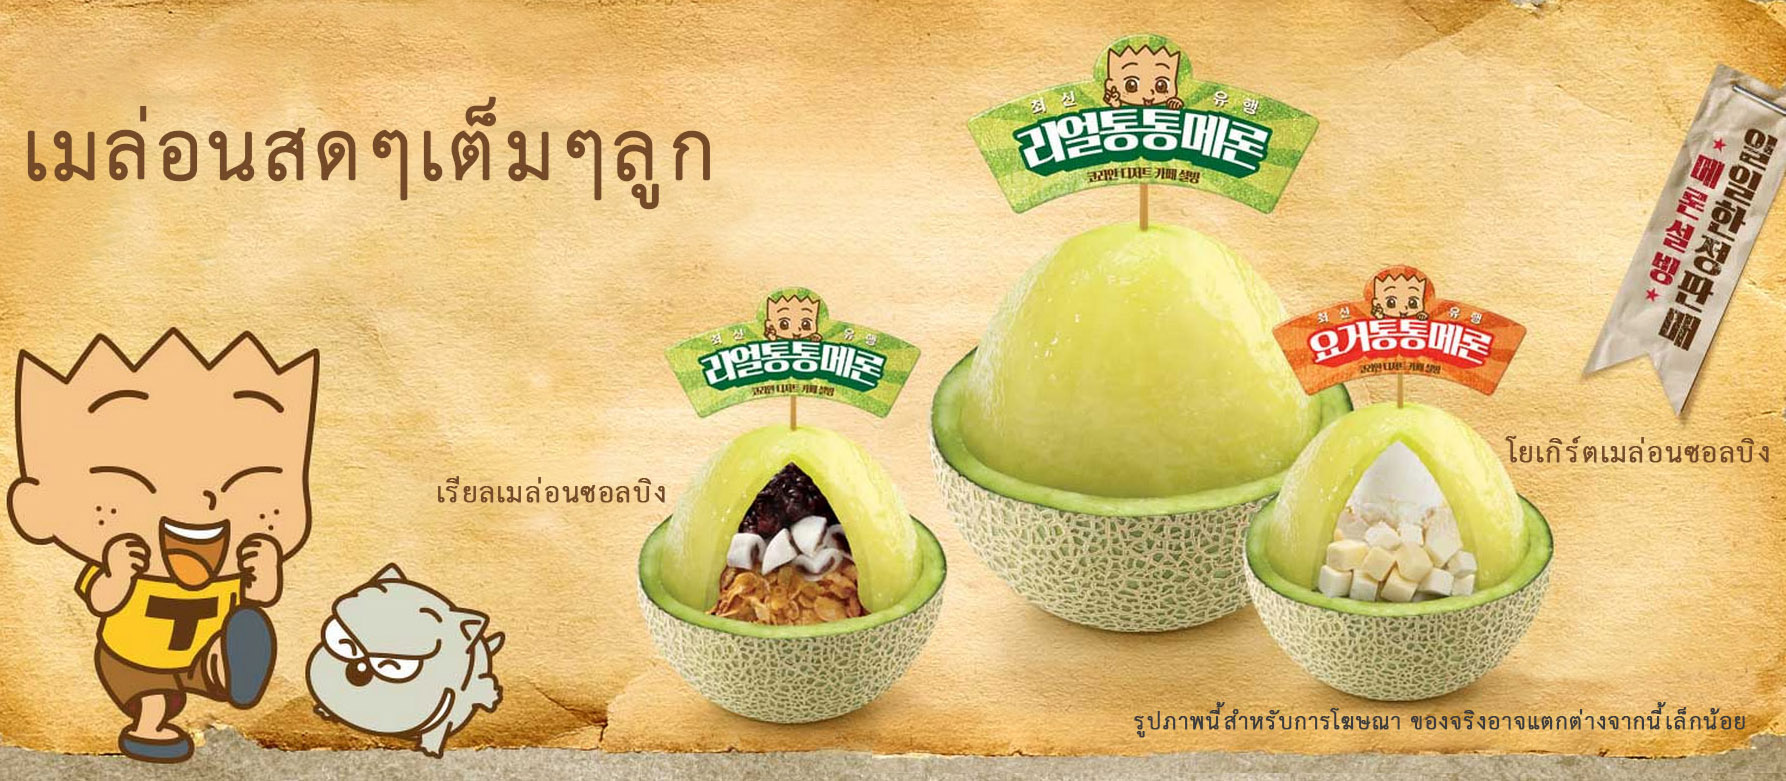 เมล่อนสดๆเต็มๆลูก
최신유행
리얼통통메론
코리안 디저트 카페 설빙
일일한정판매
★메론설빙★
최신유행
요거통통메론
코리안 디저트 카페 설빙
최신유행
리얼통통메론
코리안 디저트 카페 설빙
โยเกิร์ตเมล่อนซอลบิง
เรียลเมล่อนซอลบิง
T
รูปภาพนี้สำหรับการโฆษณา ของจริงอาจแตกต่างจากนี้เล็กน้อย